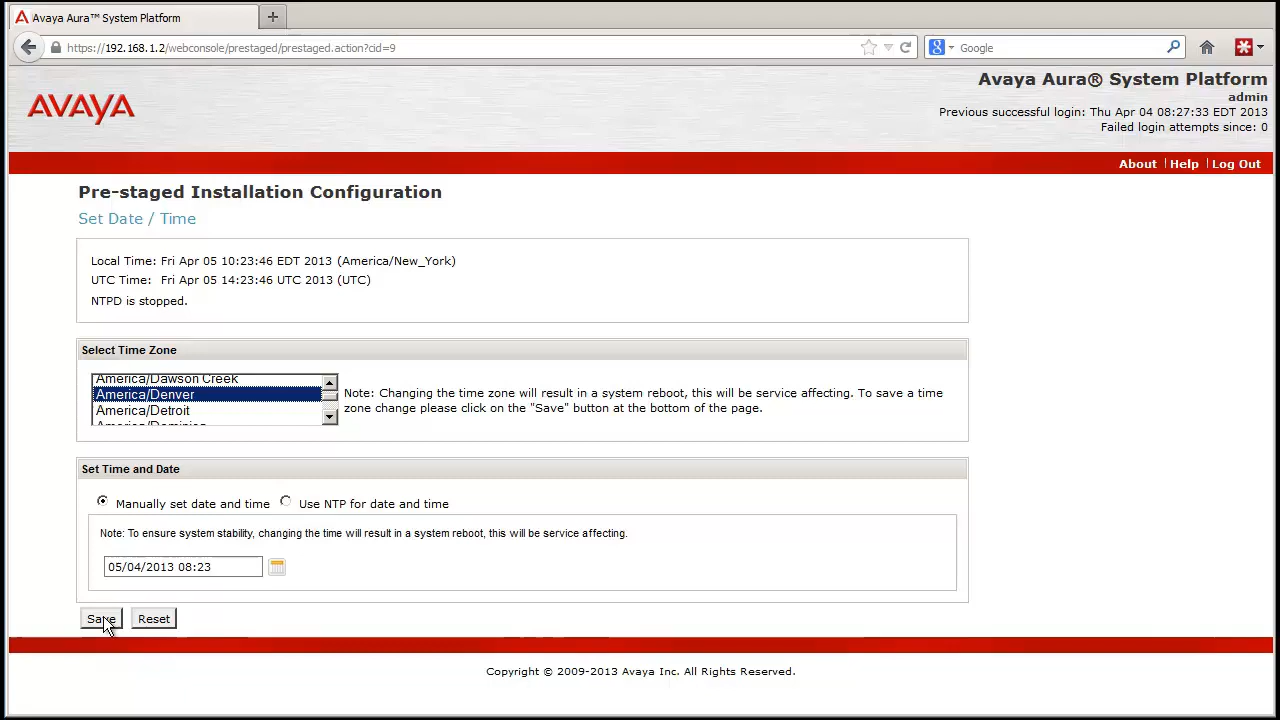 Avaya Aura™ System Platform
https://192.168.1.2/webconsole/prestaged/prestaged.action?cid=9
Google
AVAYA
Avaya Aura® System Platform
admin
Previous successful login: Thu Apr 04 08:27:33 EDT 2013
Failed login attempts since: 0
About | Help | Log Out
Pre-staged Installation Configuration
Set Date / Time
Local Time: Fri Apr 05 10:23:46 EDT 2013 (America/New_York)
UTC Time: Fri Apr 05 14:23:46 UTC 2013 (UTC)
NTPD is stopped.
Select Time Zone
America/Dawson Creek
America/Denver
America/Detroit
America/Dominica
Note: Changing the time zone will result in a system reboot, this will be service affecting. To save a time
zone change please click on the "Save" button at the bottom of the page.
Set Time and Date
Manually set date and time Use NTP for date and time
Note: To ensure system stability, changing the time will result in a system reboot, this will be service affecting.
05/04/2013 08:23
Save Reset
Copyright © 2009-2013 Avaya Inc. All Rights Reserved.